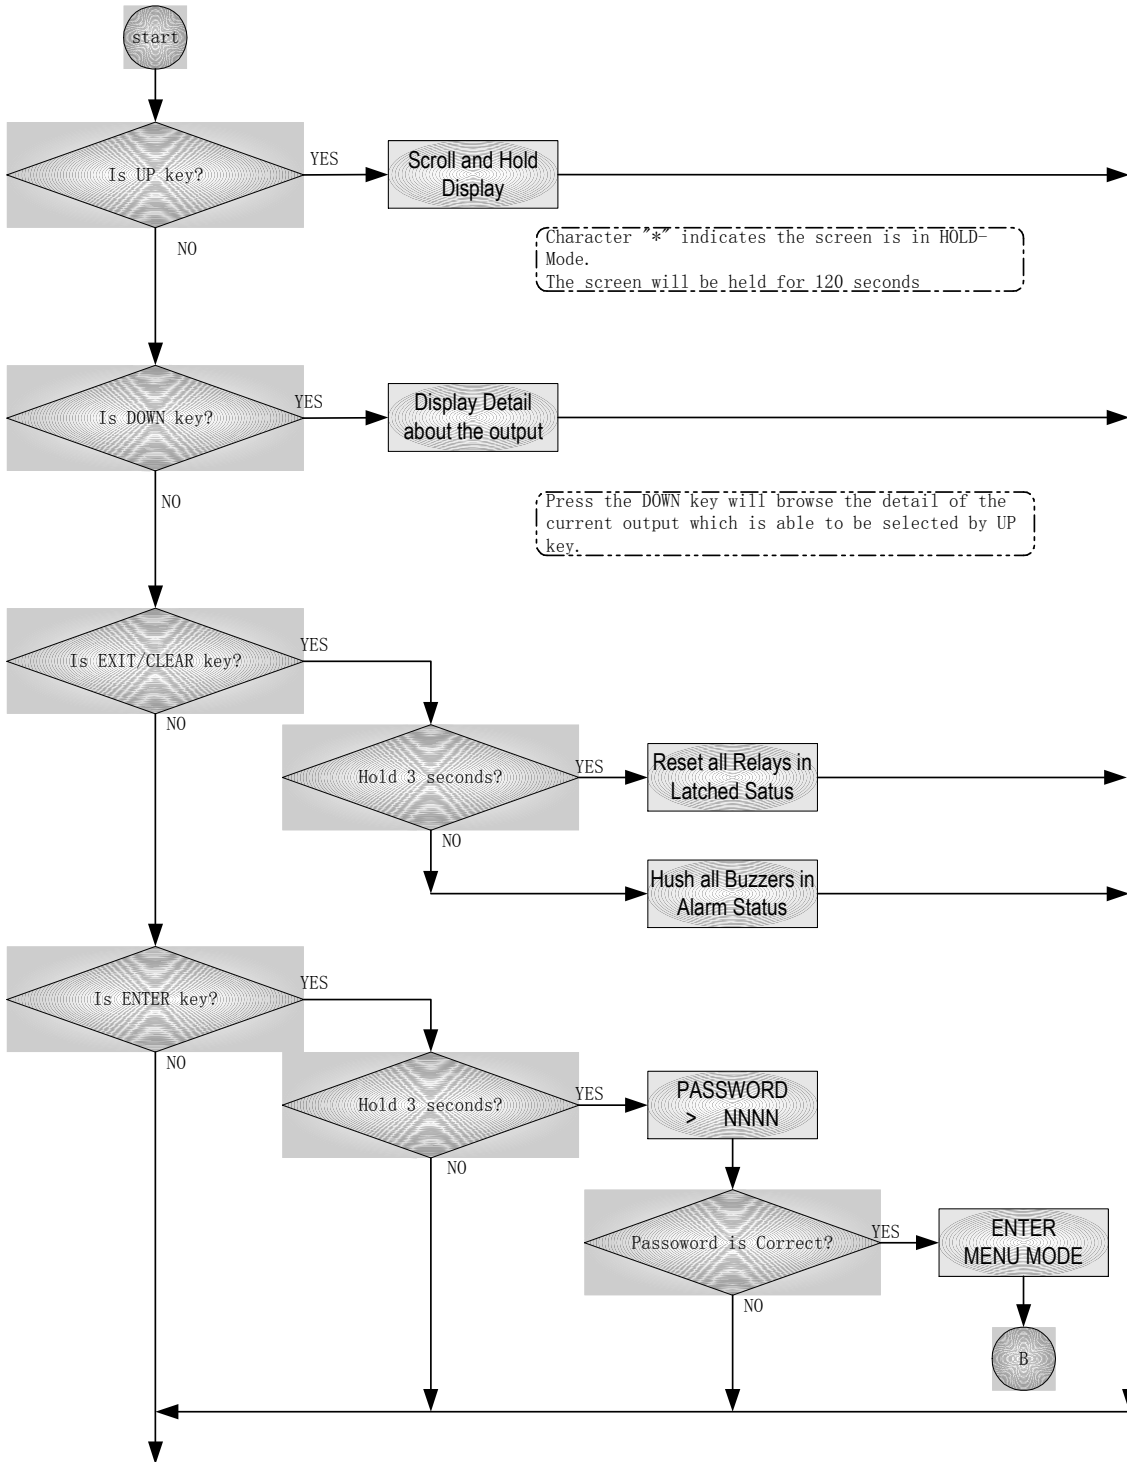 start
Is UP key?
YES
Scroll and Hold
Display
NO
Character "*" indicates the screen is in HOLD-
Mode.
The screen will be held for 120 seconds
Is DOWN key?
YES
Display Detail
about the output
NO
Press the DOWN key will browse the detail of the
current output which is able to be selected by UP
key.
Is EXIT/CLEAR key?
YES
NO
Hold 3 seconds?
YES
Reset all Relays in
Latched Satus
NO
Hush all Buzzers in
Alarm Status
Is ENTER key?
YES
NO
Hold 3 seconds?
YES
PASSWORD
> NNNN
NO
Passoword is Correct?
YES
ENTER
MENU MODE
NO
B